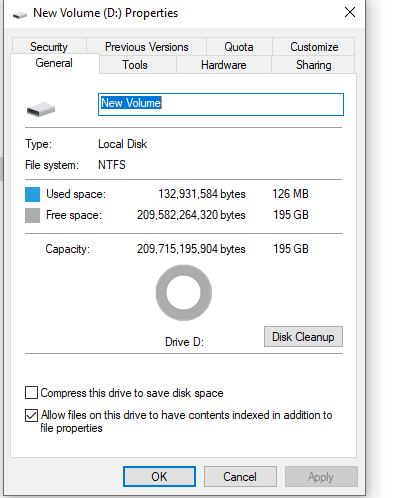 New Volume (D:) Properties
Security Previous Versions Quota Customize
General Tools Hardware Sharing
New Volume
Type: Local Disk
File system: NTFS
Used space: 132,931,584 bytes 126 MB
Free space: 209,582,264,320 bytes 195 GB
Capacity: 209,715,195,904 bytes 195 GB
Drive D:
Disk Cleanup
Compress this drive to save disk space
Allow files on this drive to have contents indexed in addition to
file properties
OK Cancel Apply